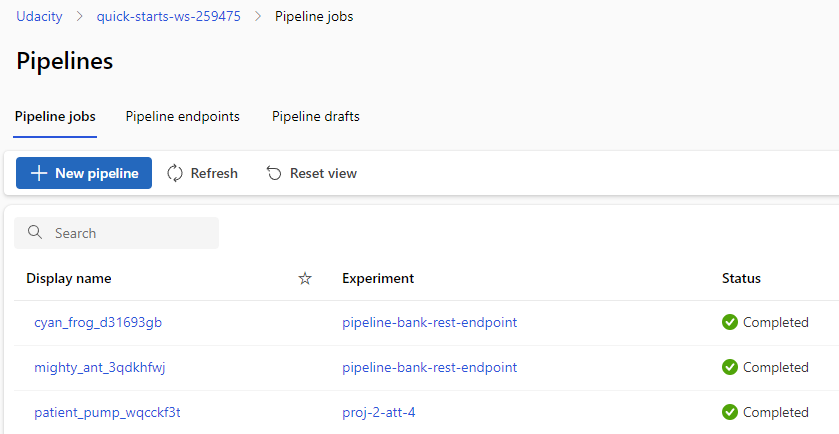 Udacity > quick-starts-ws-259475 > Pipeline jobs
Pipelines
Pipeline jobs Pipeline endpoints Pipeline drafts
New pipeline Refresh Reset view
Search
Display name Experiment Status
cyan_frog_d31693gb pipeline-bank-rest-endpoint Completed
mighty_ant_3qdkhfwj pipeline-bank-rest-endpoint Completed
patient_pump_wqcckf3t proj-2-att-4 Completed